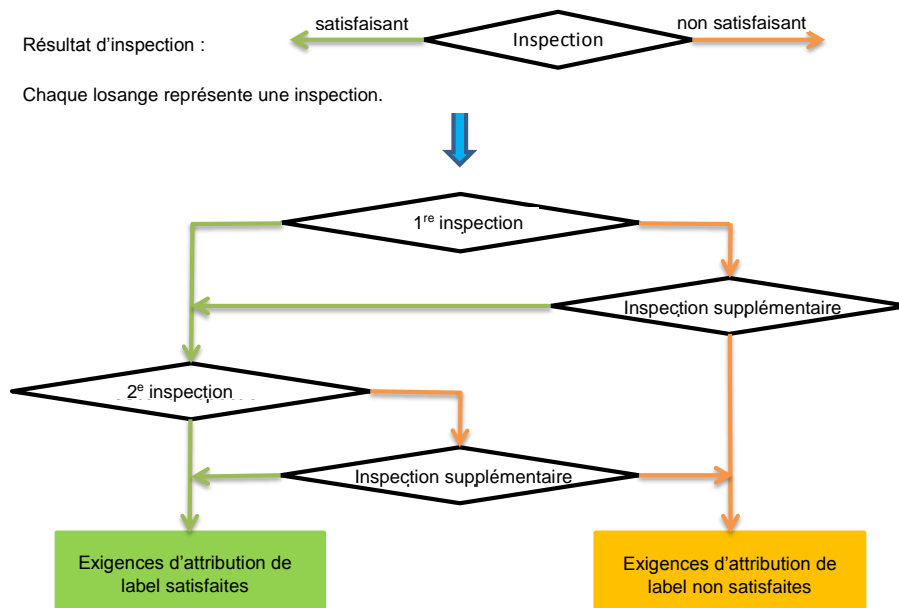 satisfaisant
non satisfaisant
Résultat d’inspection :
Inspection
Chaque losange représente une inspection.
1re inspection
Inspection supplémentaire
2e inspection
Inspection supplémentaire
Exigences d’attribution de
label satisfaites
Exigences d’attribution de
label non satisfaites